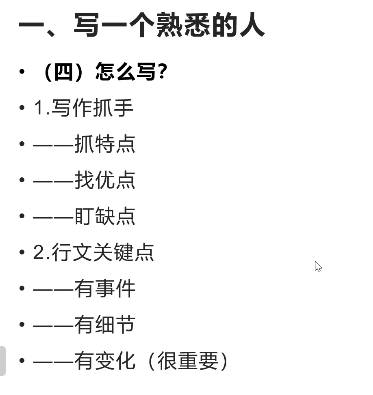 一、写一个熟悉的人
• （四）怎么写?
• 1.写作抓手
• ——抓特点
• ——找优点
• ——盯缺点
• 2.行文关键点
• ——有事件
• ——有细节
• ——有变化（很重要）